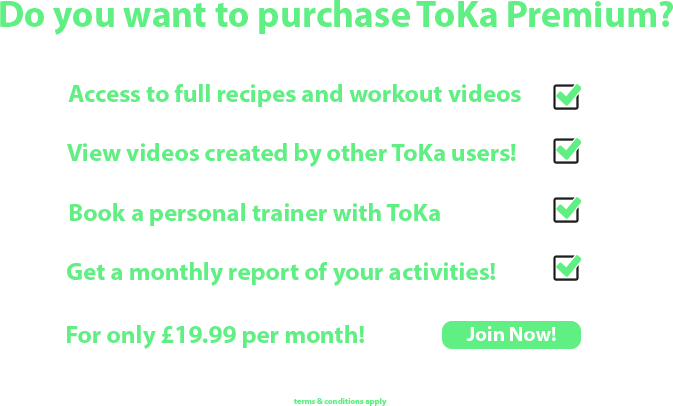 Do you want to purchase ToKa Premium?
Access to full recipes and workout videos
View videos created by other ToKa users!
Book a personal trainer with ToKa
Get a monthly report of your activities!
For only £19.99 per month!
Join Now!
terms & conditions apply